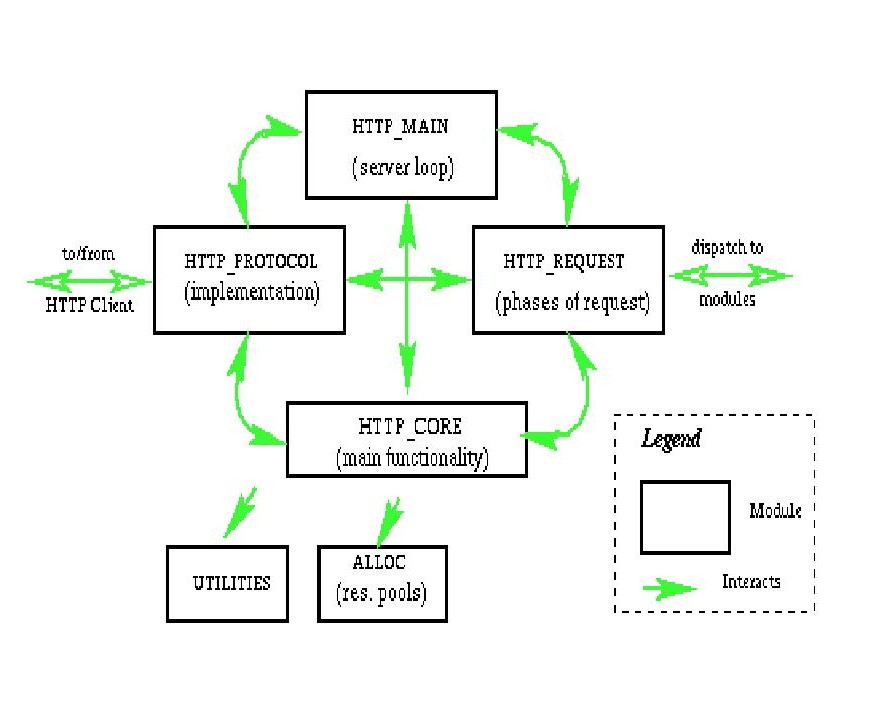 HTTP_MAIN
(server loop)
to/from
HTTP Client
HTTP_PROTOCOL
(implementation)
HTTP_REQUEST
(phases of request)
dispatch to
modules
HTTP_CORE
(main functionality)
UTILITIES
ALLOC
(res. pools)
Legend
Module
Interacts